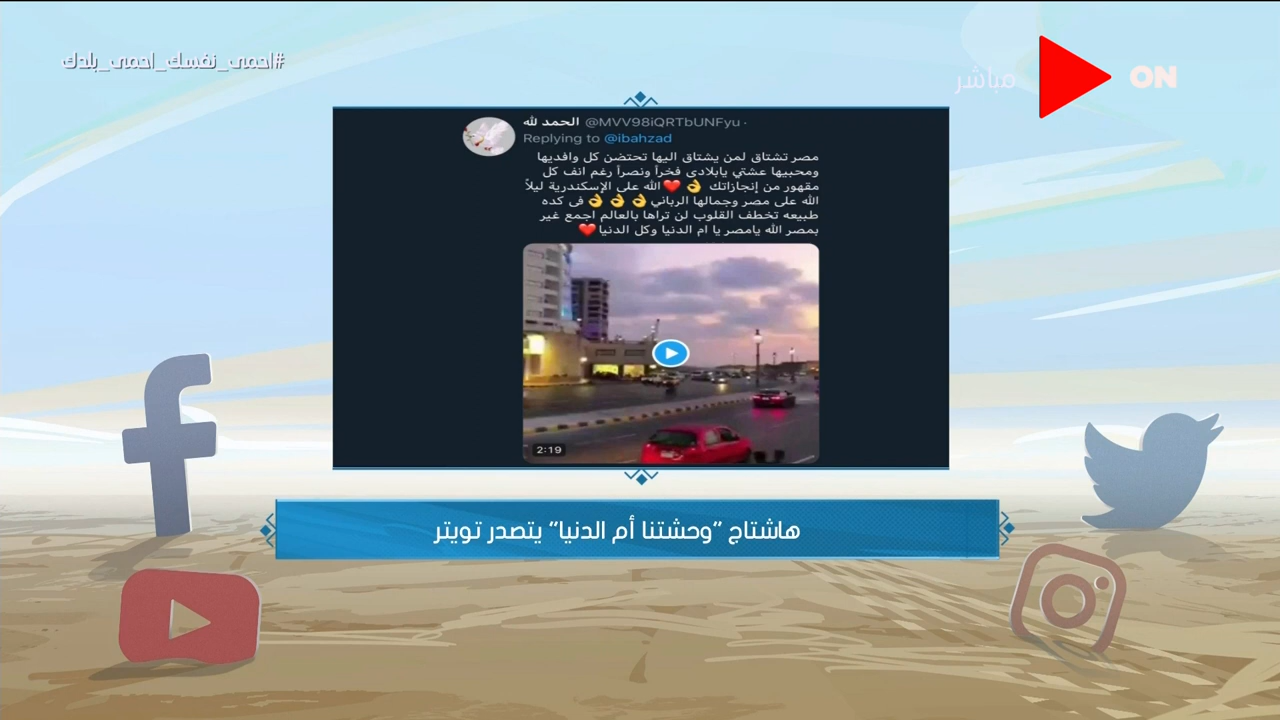 #احمى_نفسك_احمى_بلدك
مباشر ON
الحمد لله @MVV98iQRTbUNFyu ·
Replying to @ibahzad
مصر تشتاق لمن يشتاق اليها تحتضن كل وافديها
ومحبيها عشتي يابلادى فخراً ونصراً رغم انف كل
مقهور من إنجازاتك 👌❤️الله على الإسكندرية ليلاً
الله على مصر وجمالها الرباني👌👌👌 فى كده
طبيعه تخطف القلوب لن تراها بالعالم اجمع غير
بمصر الله يامصر يا ام الدنيا وكل الدنيا❤️
2:19
هاشتاج “وحشتنا أم الدنيا” يتصدر تويتر